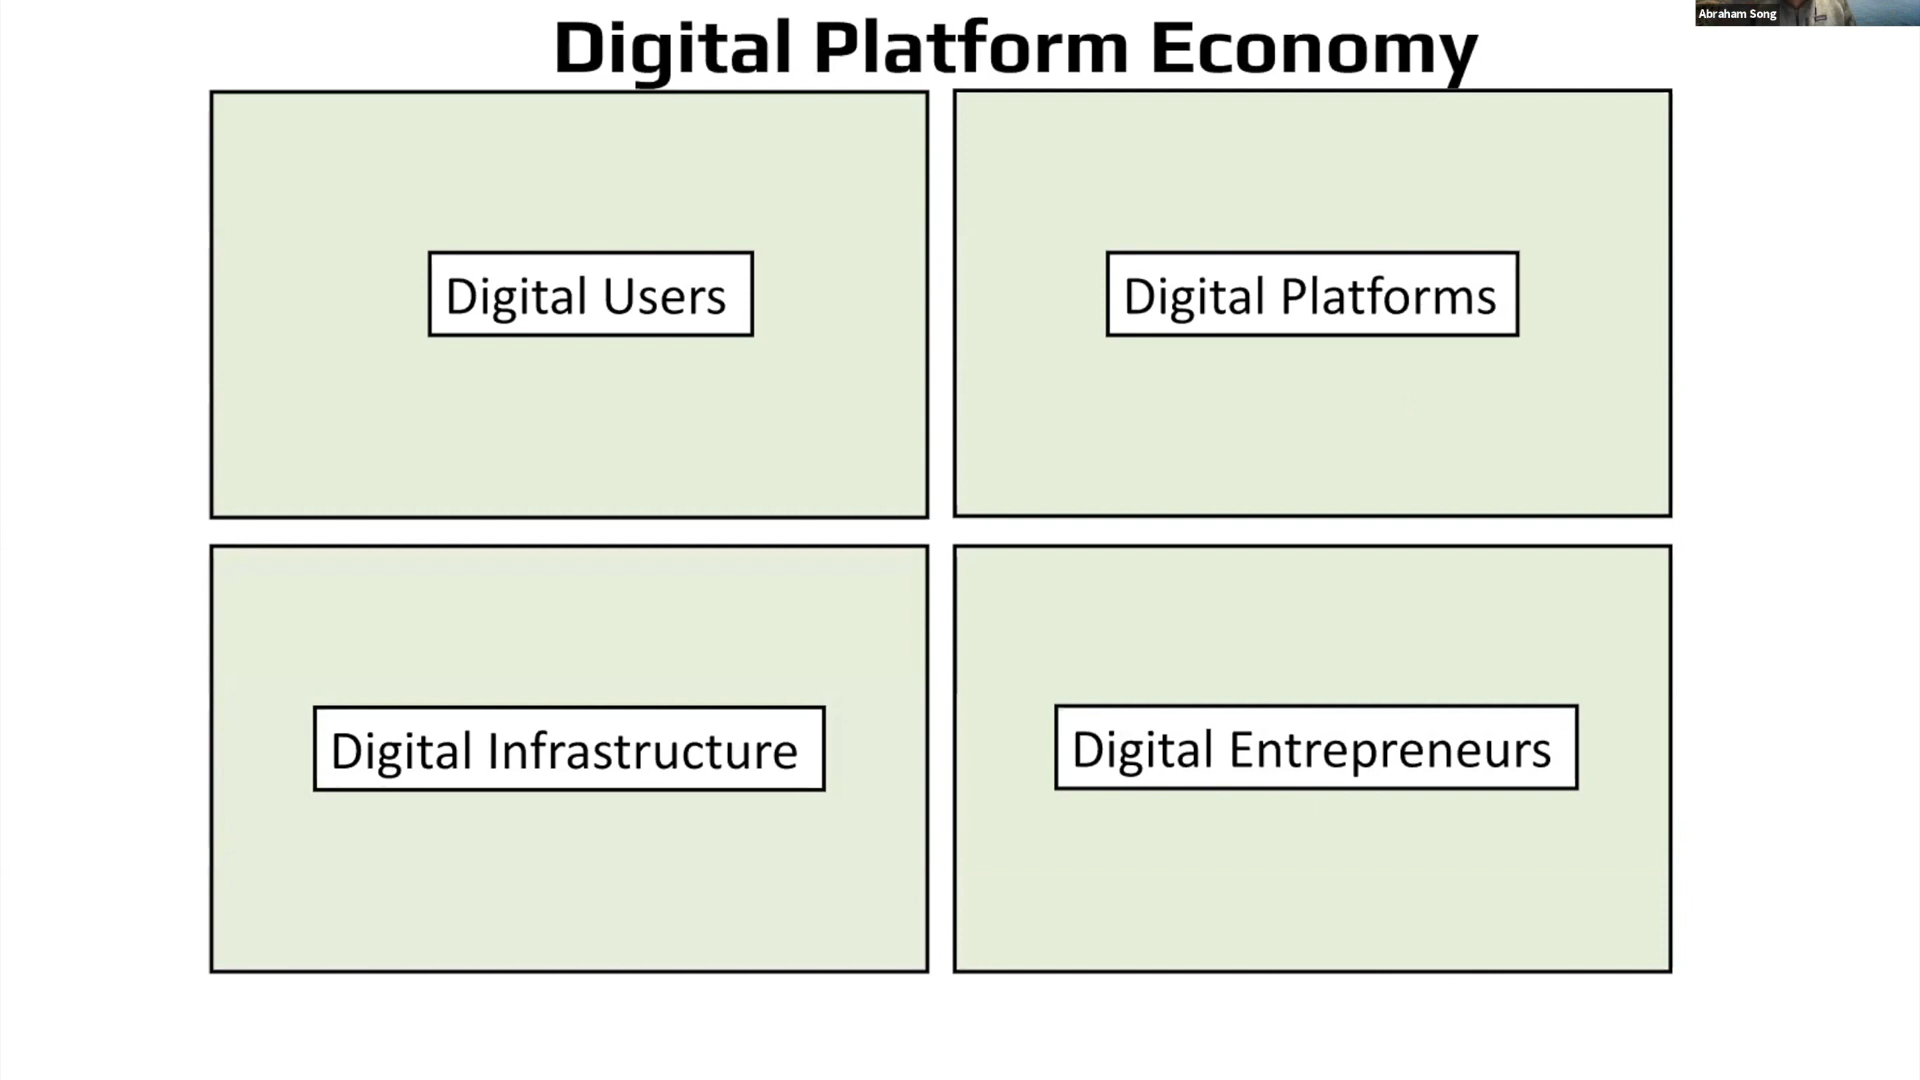 Abraham Song
Digital Platform Economy
Digital Users
Digital Platforms
Digital Infrastructure
Digital Entrepreneurs